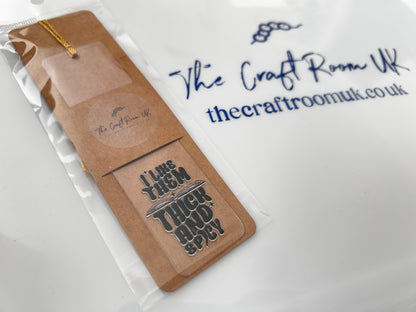 The Craft Room UK
thecraftroomuk.co.uk
The Craft Room UK
I LIKE
THEM
THICK
AND
SPICY